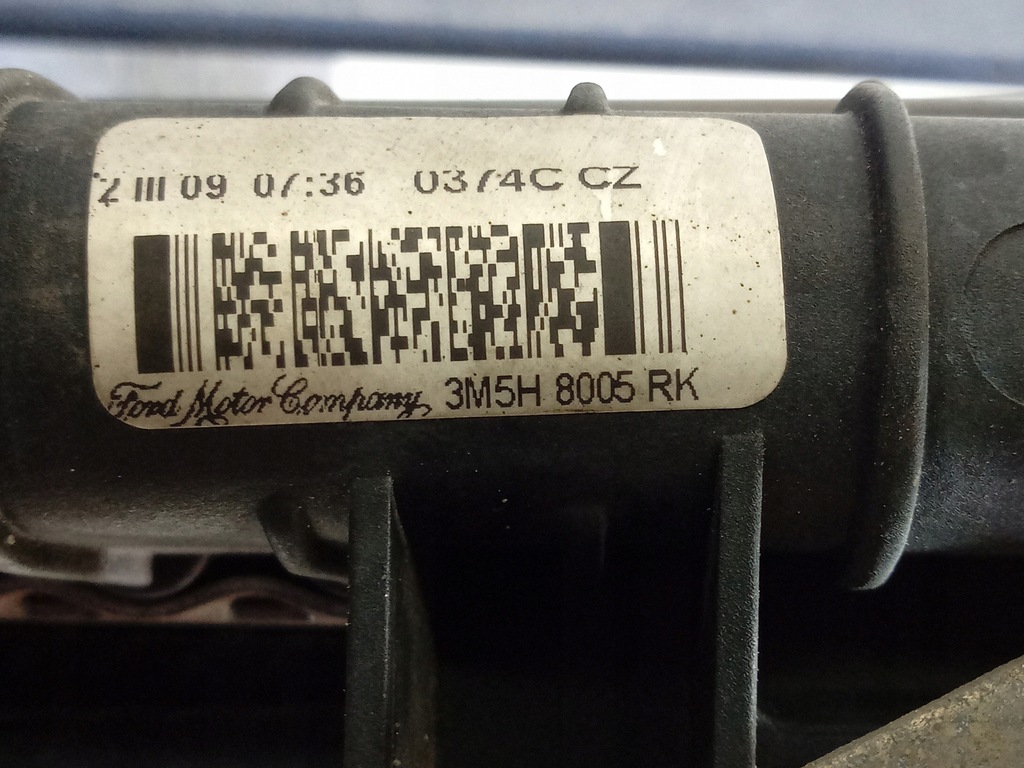 2 III 09 07:36 0374C CZ
Ford Motor Company, 3M5H 8005 RK